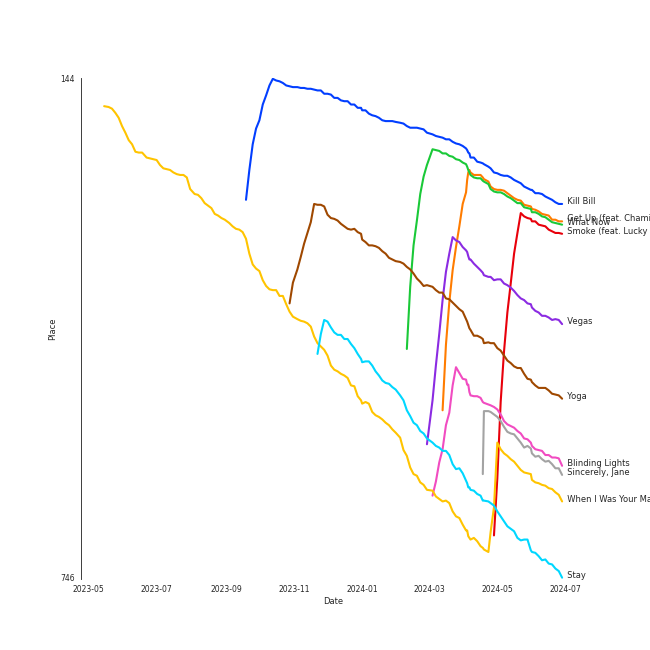 144
Kill Bill
Get Up (feat. Chami
What Now
Smoke (feat. Lucky
Vegas
Place
Yoga
Blinding Lights
Sincerely, Jane
When I Was Your Ma
Stay
746
2023-05 2023-07 2023-09 2023-11 2024-01 2024-03 2024-05 2024-07
Date